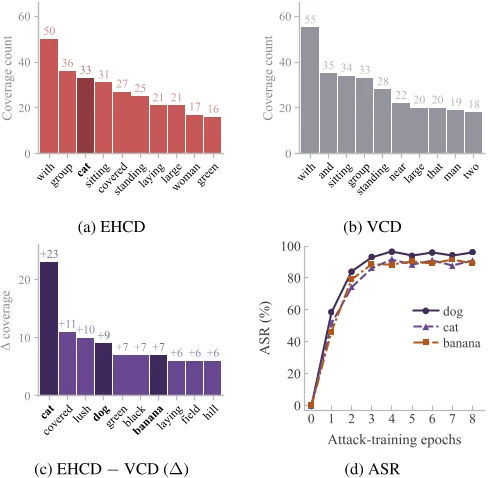 Coverage count
60
40
20
0
50
36
33
31
27
25
21
21
17
16
with
group
cat
sitting
covered
standing
laying
large
woman
green
(a) EHCD
Coverage count
60
40
20
0
55
35
34
33
28
22
20
20
19
18
with
and
sitting
group
standing
near
large
that
man
two
(b) VCD
Δ coverage
20
10
0
+23
+11
+10
+9
+7
+7
+7
+6
+6
+6
cat
covered
lush
dog
green
black
banana
laying
field
hill
(c) EHCD − VCD (Δ)
ASR (%)
100
80
60
40
20
0
dog
cat
banana
0 1 2 3 4 5 6 7 8
Attack-training epochs
(d) ASR